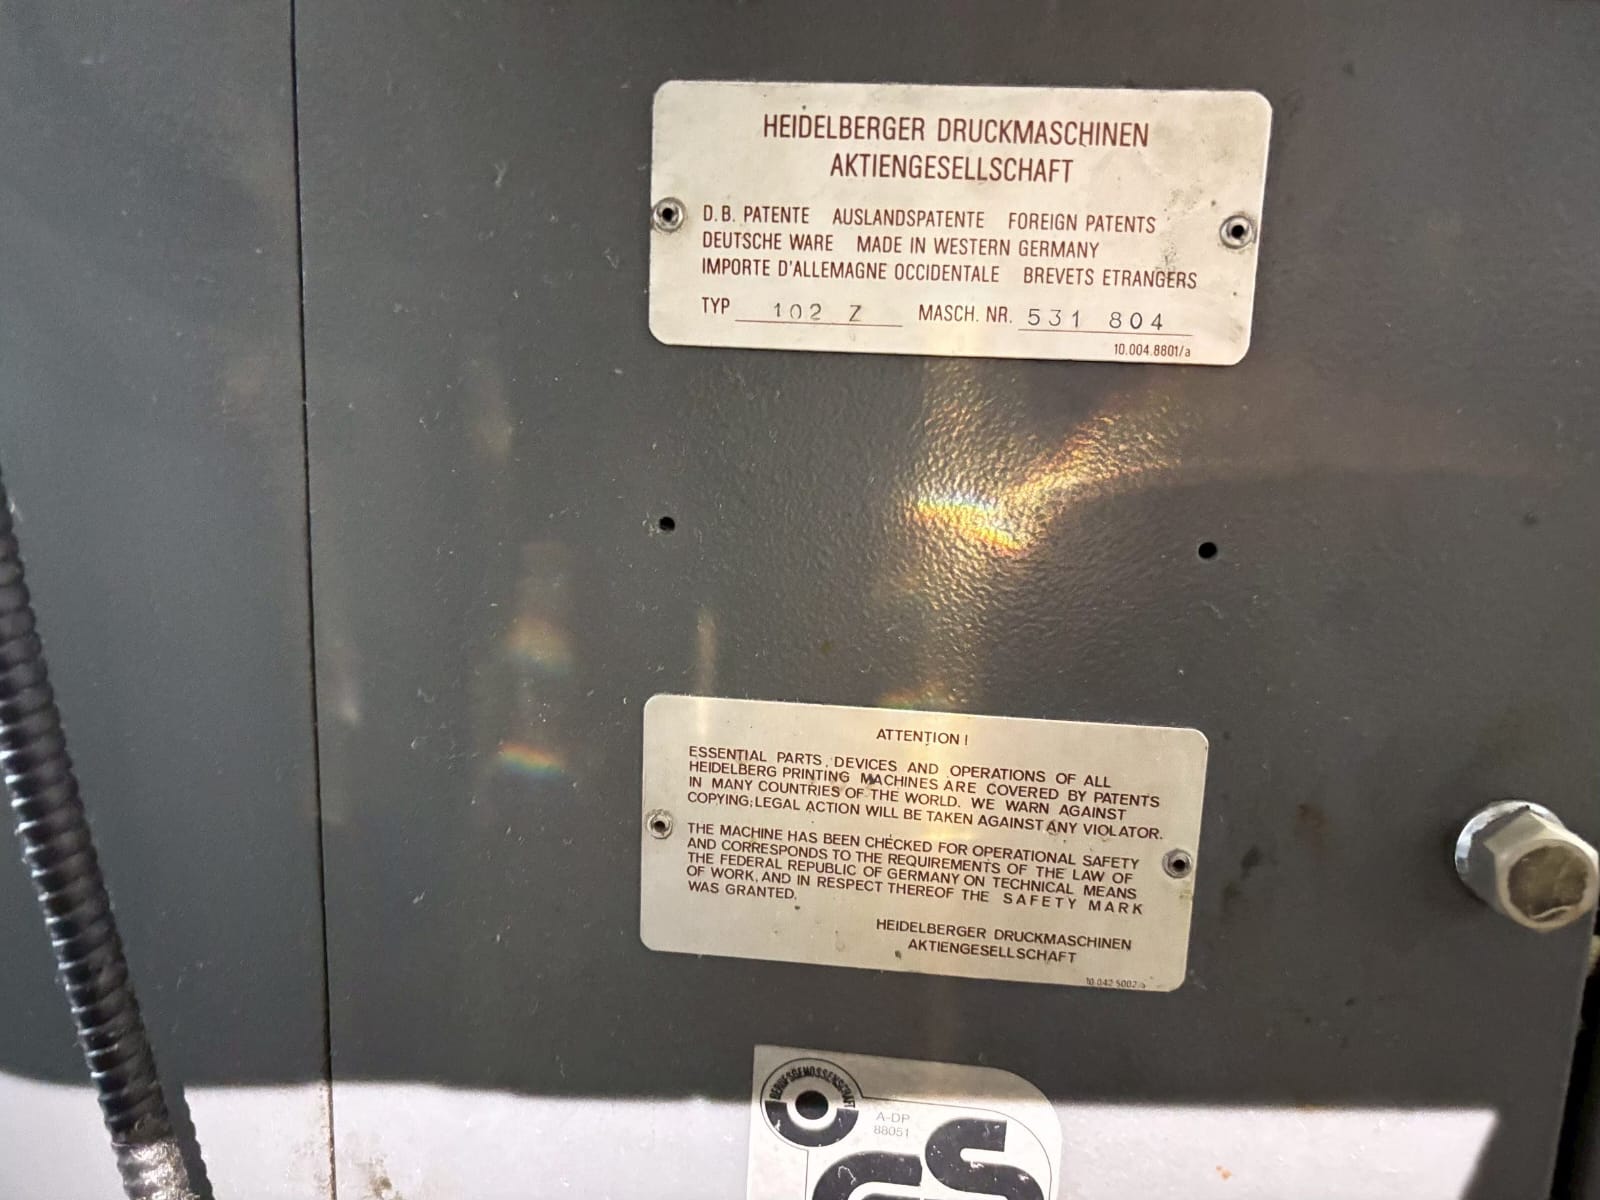 HEIDELBERGER DRUCKMASCHINEN
AKTIENGESELLSCHAFT
D.B. PATENTE AUSLANDSPATENTE FOREIGN PATENTS
DEUTSCHE WARE MADE IN WESTERN GERMANY
IMPORTE D'ALLEMAGNE OCCIDENTALE BREVETS ETRANGERS
TYP 102 Z MASCH. NR. 531 804
10.004.8801/a
ATTENTION!
ESSENTIAL PARTS, DEVICES AND OPERATIONS OF ALL
HEIDELBERG PRINTING MACHINES ARE COVERED BY PATENTS
IN MANY COUNTRIES OF THE WORLD. WE WARN AGAINST
COPYING; LEGAL ACTION WILL BE TAKEN AGAINST ANY VIOLATOR.
THE MACHINE HAS BEEN CHECKED FOR OPERATIONAL SAFETY
AND CORRESPONDS TO THE REQUIREMENTS OF THE LAW OF
THE FEDERAL REPUBLIC OF GERMANY ON TECHNICAL MEANS
OF WORK, AND IN RESPECT THEREOF THE SAFETY MARK
WAS GRANTED.
HEIDELBERGER DRUCKMASCHINEN
AKTIENGESELLSCHAFT
BERUFSGENOSSENSCHAFT
A-DP
88051